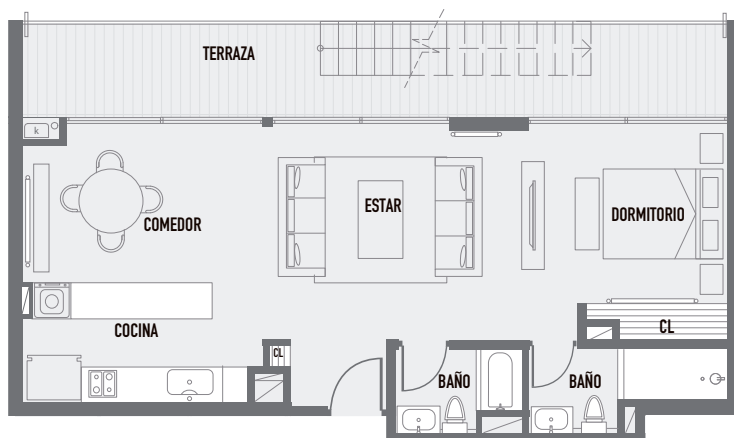 TERRAZA
k
COMEDOR
ESTAR
DORMITORIO
COCINA
CL
CL
BAÑO
BAÑO